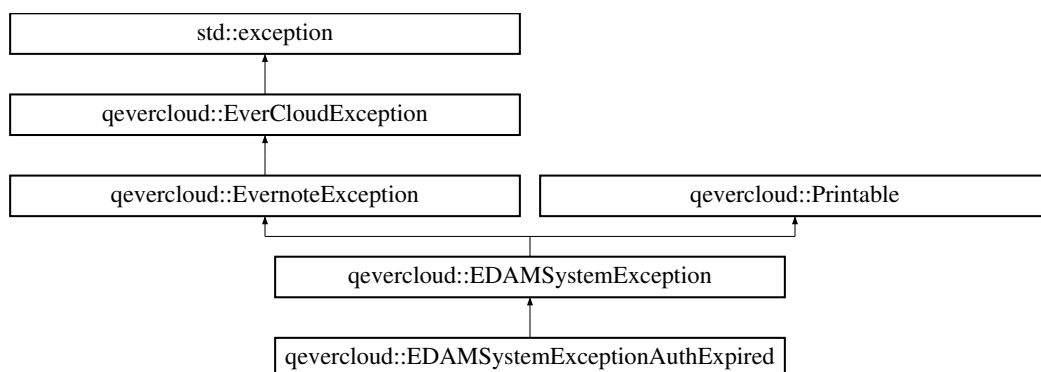 std::exception
qevercloud::EverCloudException
qevercloud::EvernoteException
qevercloud::Printable
qevercloud::EDAMSystemException
qevercloud::EDAMSystemExceptionAuthExpired